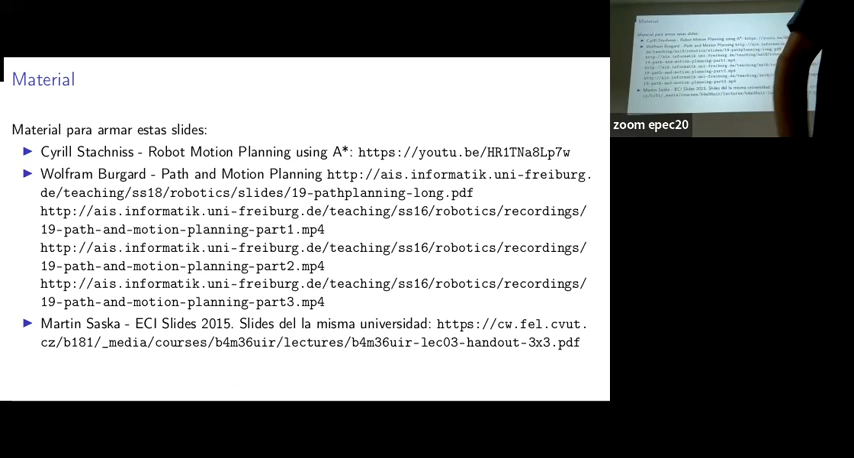 Material
Material para armar estas slides:
Cyrill Stachniss - Robot Motion Planning using A*: https://youtu.be/HR1TNa8Lp7w
Wolfram Burgard - Path and Motion Planning http://ais.informatik.uni-freiburg.
de/teaching/ss18/robotics/slides/19-pathplanning-long.pdf
http://ais.informatik.uni-freiburg.de/teaching/ss16/robotics/recordings/
19-path-and-motion-planning-part1.mp4
http://ais.informatik.uni-freiburg.de/teaching/ss16/robotics/recordings/
19-path-and-motion-planning-part2.mp4
http://ais.informatik.uni-freiburg.de/teaching/ss16/robotics/recordings/
19-path-and-motion-planning-part3.mp4
Martin Saska - ECI Slides 2015. Slides del la misma universidad: https://cw.fel.cvut.
cz/b181/_media/courses/b4m36uir/lectures/b4m36uir-lec03-handout-3x3.pdf
zoom epec20